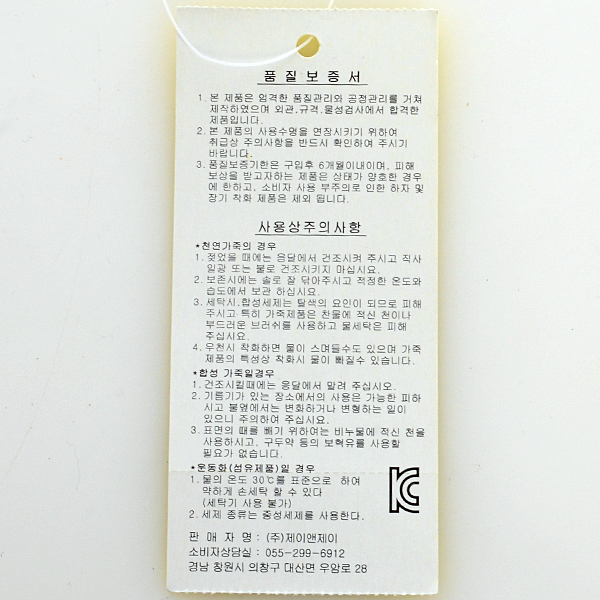 품질보증서
1. 본 제품은 엄격한 품질관리와 공정관리를 거쳐
제작하였으며 외관,규격,물성검사에서 합격한
제품입니다.
2. 본 제품의 사용수명을 연장시키기 위하여
취급상 주의사항을 반드시 확인하여 주시기
바랍니다.
3. 품질보증기한은 구입후 6개월이내이며, 피해
보상을 받고자하는 제품은 상태가 양호한 경우
에 한하고, 소비자 사용 부주의로 인한 하자 및
장기 착화 제품은 제외 됩니다.
사용상주의사항
*천연가죽의 경우
1. 젖었을 때에는 응달에서 건조시켜 주시고 직사
일광 또는 불로 건조시키지 마십시요.
2. 보존시에는 솔로 잘 닦아주시고 적정한 온도와
습도에서 보관 하십시요.
3. 세탁시,합성세제는 탈색의 요인이 되므로 피해
주시고 특히 가죽제품은 찬물에 적신 천이나
부드러운 브러쉬를 사용하고 물세탁은 피해
주십시요.
4. 우천시 착화하면 물이 스며들수도 있으며 가죽
제품의 특성상 착화시 물이 빠질수 있습니다.
*합성 가죽일경우
1. 건조시킬때에는 응달에서 말려 주십시오.
2. 기름기가 있는 장소에서의 사용은 가능한 피하
시고 불옆에서는 변화하거나 변형하는 일이
있으니 주의하여 주십시요.
3. 표면의 때를 빼기 위하여는 비눗물에 적신 천을
사용하시고, 구두약 등의 보혁유를 사용할
필요가 없습니다.
*운동화(섬유제품)일 경우
1. 물의 온도 30℃를 표준으로 하여
약하게 손세탁 할 수 있다
(세탁기 사용 불가)
2. 세제 종류는 중성세제를 사용한다.
판 매 자 명 : (주)제이앤제이
소비자상담실 : 055-299-6912
경남 창원시 의창구 대산면 우암로 28